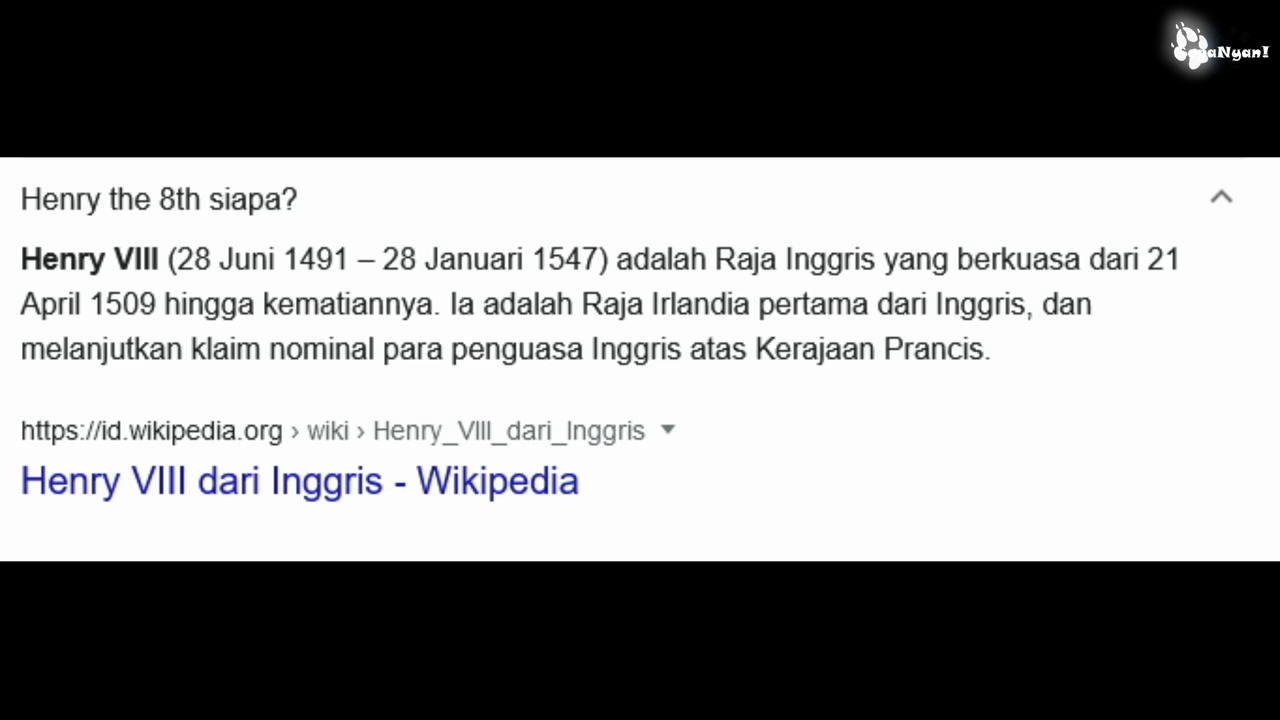 Henry the 8th siapa?
Henry VIII (28 Juni 1491 – 28 Januari 1547) adalah Raja Inggris yang berkuasa dari 21
April 1509 hingga kematiannya. Ia adalah Raja Irlandia pertama dari Inggris, dan
melanjutkan klaim nominal para penguasa Inggris atas Kerajaan Prancis.
https://id.wikipedia.org › wiki › Henry_VIII_dari_Inggris
Henry VIII dari Inggris - Wikipedia